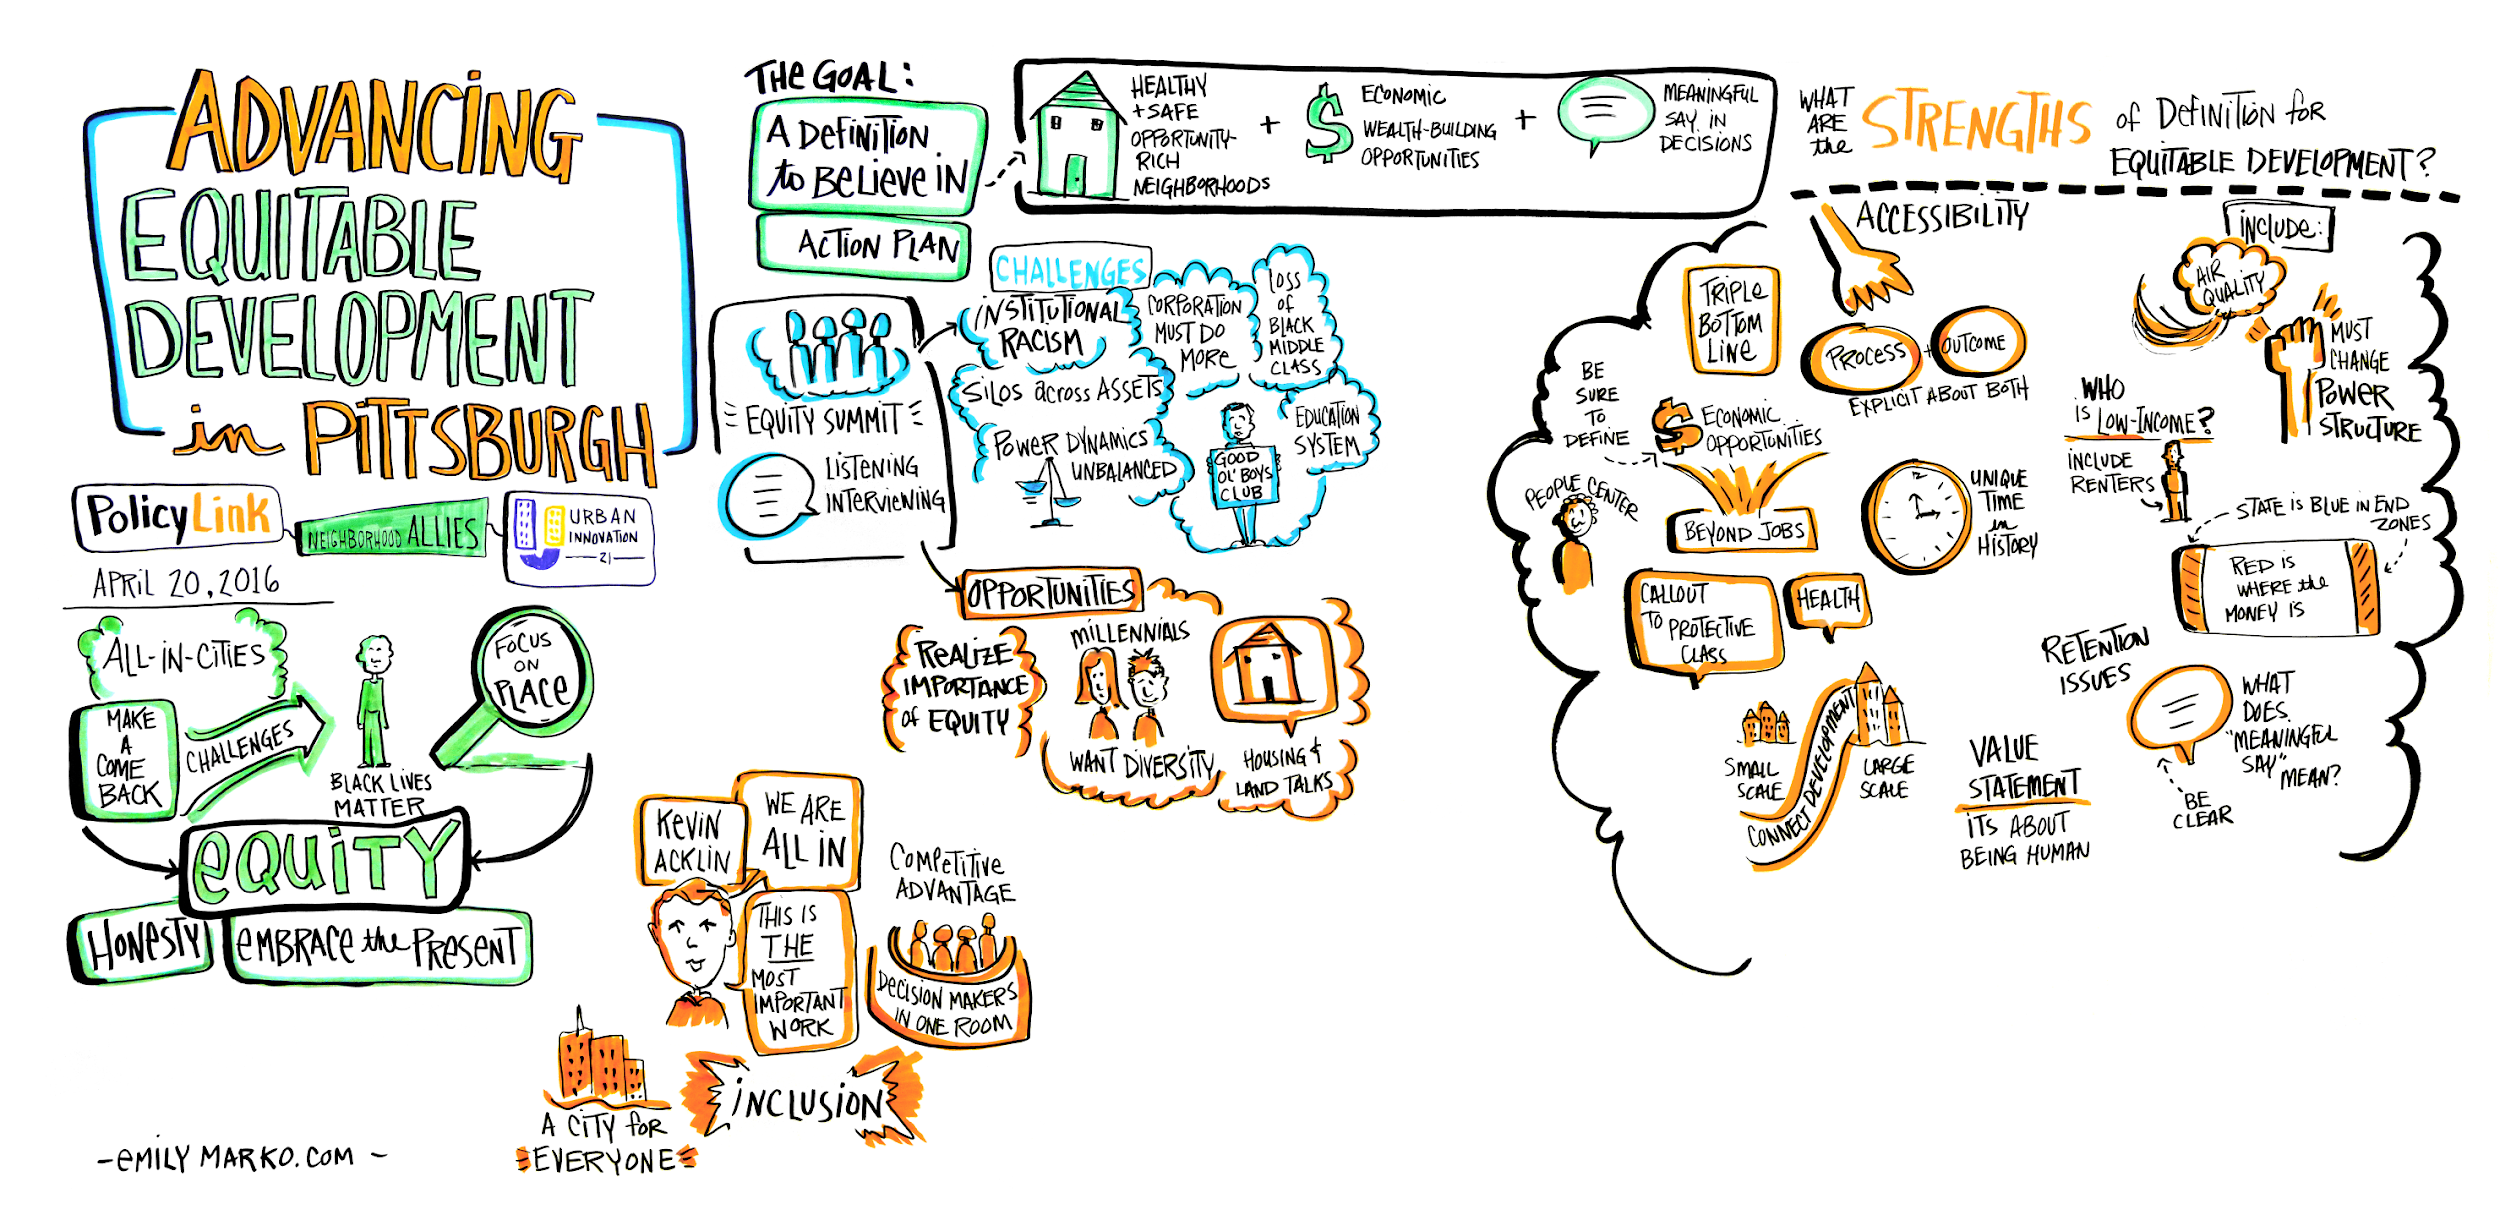 ADVANCING
EQUITABLE
DEVELOPMENT
in PITTSBURGH
PolicyLink
NEIGHBORHOOD ALLIES
URBAN
INNOVATION
21
APRIL 20, 2016
ALL-IN-CITIES
MAKE
A
COME
BACK
CHALLENGES
BLACK LIVES
MATTER
FOCUS
ON
PLACE
EQUITY
HONESTY
EMBRACE the PRESENT
-EMILY MARKO.COM-
THE GOAL:
A DEFINITION
to BELIEVE IN
ACTION PLAN
HEALTHY
+ SAFE
OPPORTUNITY-
RICH
NEIGHBORHOODS
+
$
ECONOMIC
WEALTH-BUILDING
OPPORTUNITIES
+
MEANINGFUL
SAY IN
DECISIONS
EQUITY SUMMIT
LISTENING
INTERVIEWING
CHALLENGES
INSTITUTIONAL
RACISM
CORPORATION
MUST DO
MORE
LOSS
OF
BLACK
MIDDLE
CLASS
SILOS across ASSETS
POWER DYNAMICS
UNBALANCED
GOOD
OL' BOYS
CLUB
EDUCATION
SYSTEM
OPPORTUNITIES
REALIZE
IMPORTANCE
of EQUITY
MILLENNIALS
WANT DIVERSITY
HOUSING +
LAND TALKS
KEVIN
ACKLIN
WE ARE
ALL IN
THIS IS
THE
MOST
IMPORTANT
WORK
COMPETITIVE
ADVANTAGE
DECISION MAKERS
IN ONE ROOM
A CITY for
EVERYONE
INCLUSION
WHAT
ARE
the
STRENGTHS
of DEFINITION for
EQUITABLE DEVELOPMENT?
ACCESSIBILITY
TRIPLE
BOTTOM
LINE
PROCESS + OUTCOME
EXPLICIT ABOUT BOTH
BE
SURE
TO
DEFINE
$
ECONOMIC
OPPORTUNITIES
BEYOND JOBS
PEOPLE CENTER
12
UNIQUE
TIME
in
HISTORY
CALLOUT
TO PROTECTIVE
CLASS
HEALTH
SMALL
SCALE
CONNECT DEVELOPMENT
LARGE
SCALE
VALUE
STATEMENT
ITS ABOUT
BEING HUMAN
INCLUDE:
AIR
QUALITY
MUST
CHANGE
POWER
STRUCTURE
WHO
IS LOW-INCOME?
INCLUDE
RENTERS
STATE IS BLUE IN END
ZONES
RED IS
WHERE the
MONEY IS
RETENTION
ISSUES
WHAT
DOES
"MEANINGFUL
SAY"
MEAN?
BE
CLEAR